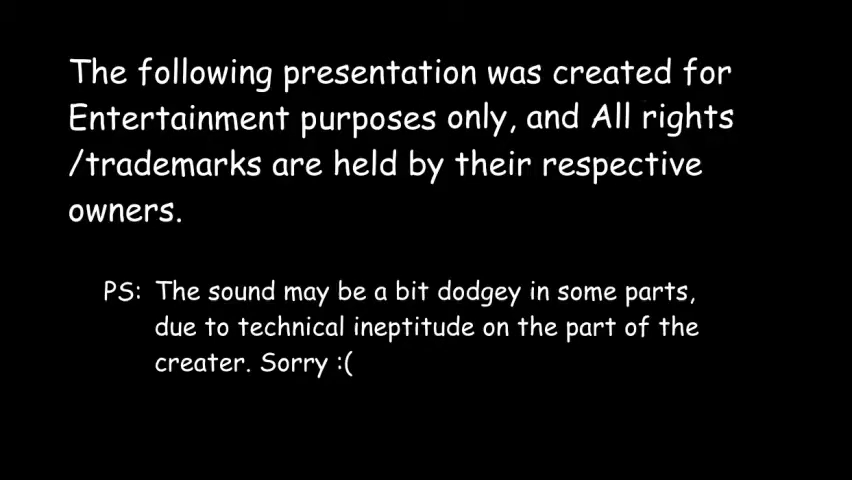 The following presentation was created for
Entertainment purposes only, and All rights
/trademarks are held by their respective
owners.
PS: The sound may be a bit dodgey in some parts,
due to technical ineptitude on the part of the
creater. Sorry :(